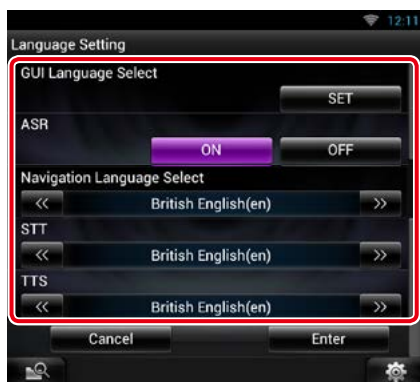 12:11
Language Setting
GUI Language Select
SET
ASR
ON OFF
Navigation Language Select
<< British English(en) >>
STT
<< British English(en) >>
TTS
<< British English(en) >>
Cancel Enter